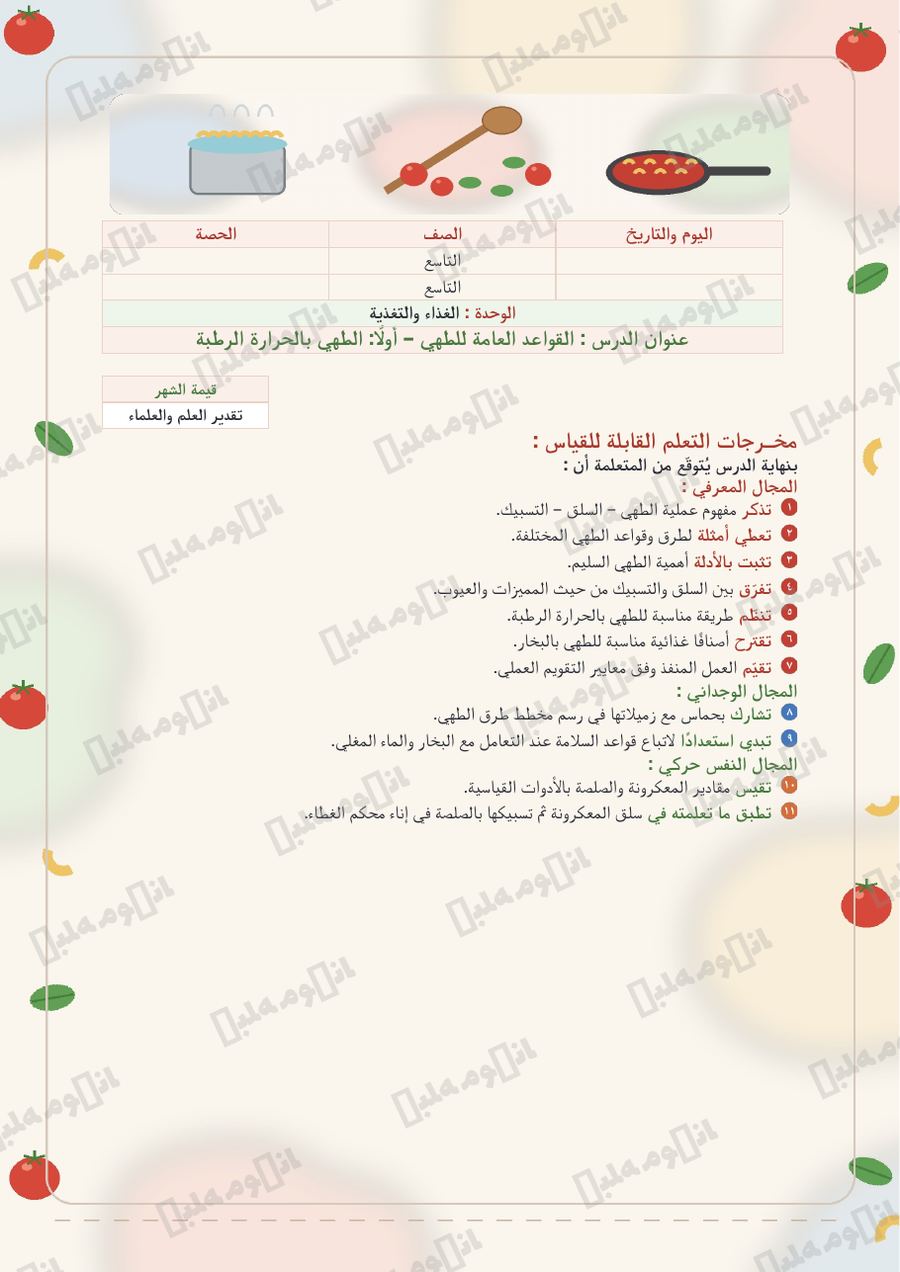 اليوم والتاريخ الصف الحصة
التاسع
التاسع
الوحدة : الغذاء والتغذية
عنوان الدرس : القواعد العامة للطهي – أولًا: الطهي بالحرارة الرطبة
قيمة الشهر
تقدير العلم والعلماء
مخـرجات التعلم القابلة للقياس :
بنهاية الدرس يُتوقّع من المتعلمة أن :
المجال المعرفي :
١ تذكر مفهوم عملية الطهي – السلق – التسبيك.
٢ تعطي أمثلة لطرق وقواعد الطهي المختلفة.
٣ تثبت بالأدلة أهمية الطهي السليم.
٤ تفرّق بين السلق والتسبيك من حيث المميزات والعيوب.
٥ تنظّم طريقة مناسبة للطهي بالحرارة الرطبة.
٦ تقترح أصنافًا غذائية مناسبة للطهي بالبخار.
٧ تقيّم العمل المنفذ وفق معايير التقويم العملي.
المجال الوجداني :
٨ تشارك بحماس مع زميلاتها في رسم مخطط طرق الطهي.
٩ تبدي استعدادًا لاتباع قواعد السلامة عند التعامل مع البخار والماء المغلي.
المجال النفس حركي :
١٠ تقيس مقادير المعكرونة والصلصة بالأدوات القياسية.
١١ تطبق ما تعلمته في سلق المعكرونة ثم تسبيكها بالصلصة في إناء محكم الغطاء.